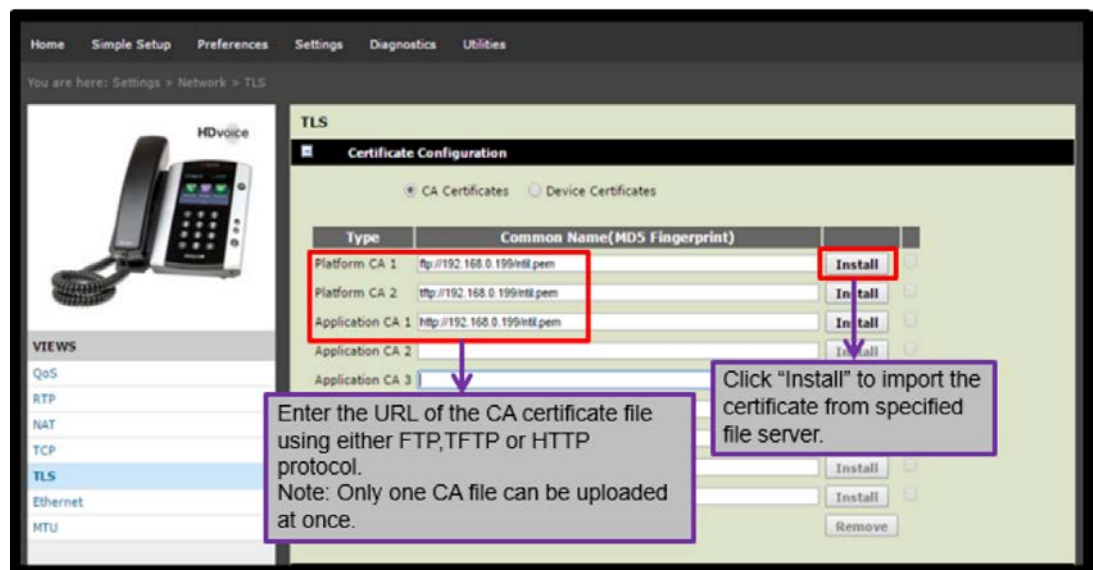 Home Simple Setup Preferences Settings Diagnostics Utilities
You are here: Settings > Network > TLS
HDvoice
VIEWS
QoS
RTP
NAT
TCP
TLS
Ethernet
MTU
TLS
Certificate Configuration
CA Certificates Device Certificates
Type Common Name(MD5 Fingerprint)
Platform CA 1 ftp://192.168.0.199/ntil.pem Install
Platform CA 2 tftp://192.168.0.199/ntil.pem Install
Application CA 1 http://192.168.0.199/ntil.pem Install
Application CA 2 Install
Application CA 3
Install
Install
Remove
Enter the URL of the CA certificate file
using either FTP,TFTP or HTTP
protocol.
Note: Only one CA file can be uploaded
at once.
Click “Install” to import the
certificate from specified
file server.